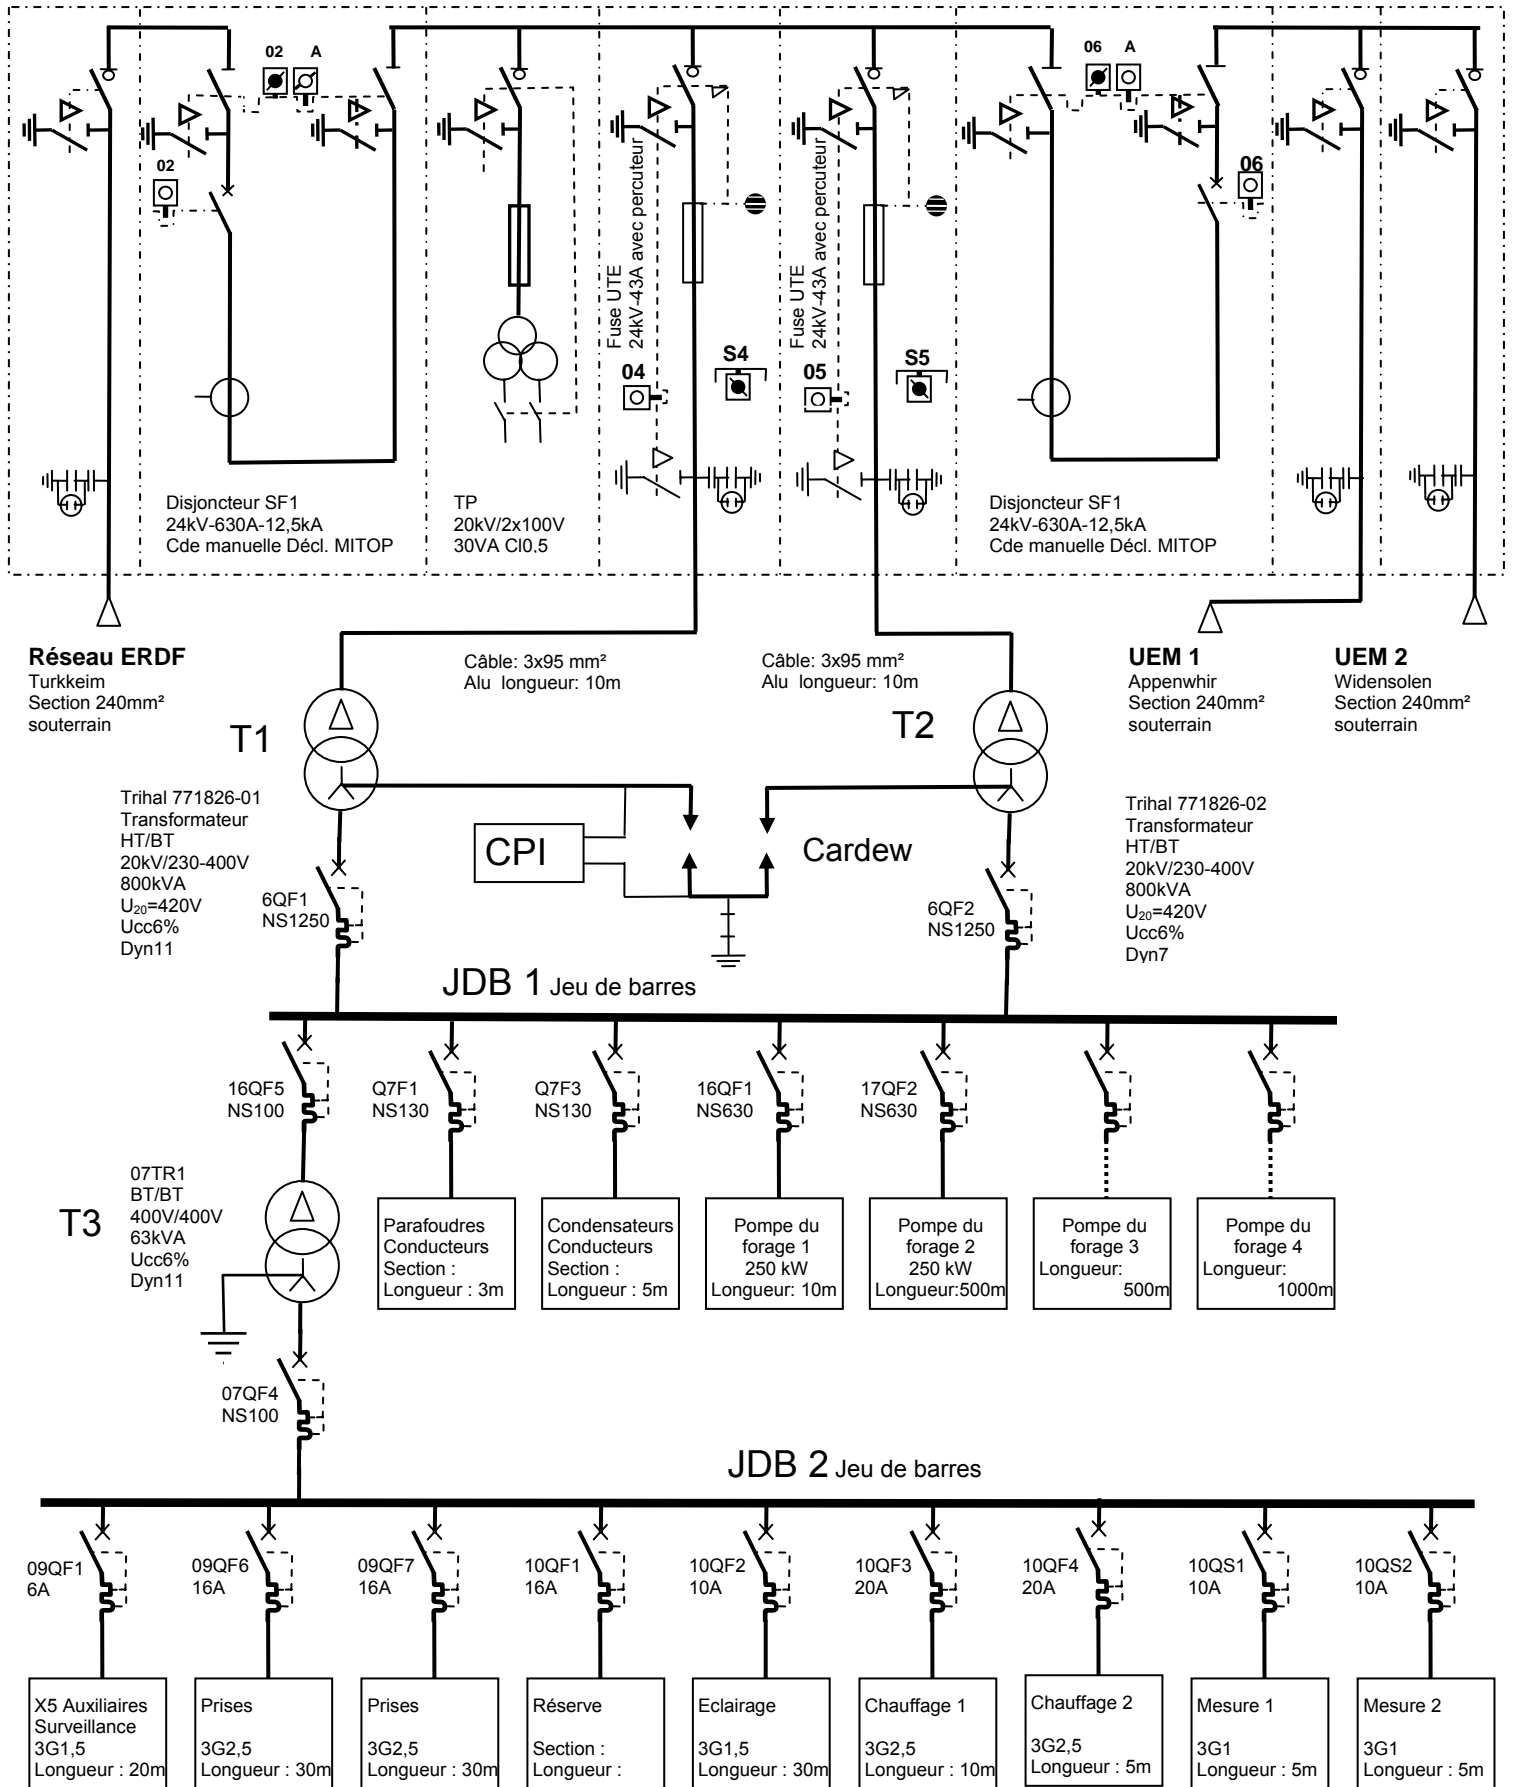 02 A
02
06 A
06
Fuse UTE
24kV-43A avec percuteur
Fuse UTE
24kV-43A avec percuteur
04
S4
05
S5
Disjoncteur SF1
24kV-630A-12,5kA
Cde manuelle Décl. MITOP
TP
20kV/2x100V
30VA Cl0.5
Disjoncteur SF1
24kV-630A-12,5kA
Cde manuelle Décl. MITOP
Réseau ERDF
Turkkeim
Section 240mm²
souterrain
Câble: 3x95 mm²
Alu longueur: 10m
Câble: 3x95 mm²
Alu longueur: 10m
UEM 1
Appenwhir
Section 240mm²
souterrain
UEM 2
Widensolen
Section 240mm²
souterrain
T1
T2
Trihal 771826-01
Transformateur
HT/BT
20kV/230-400V
800kVA
U₂₀=420V
Ucc6%
Dyn11
CPI
Cardew
Trihal 771826-02
Transformateur
HT/BT
20kV/230-400V
800kVA
U₂₀=420V
Ucc6%
Dyn7
6QF1
NS1250
6QF2
NS1250
JDB 1 Jeu de barres
16QF5
NS100
Q7F1
NS130
Q7F3
NS130
16QF1
NS630
17QF2
NS630
T3
07TR1
BT/BT
400V/400V
63kVA
Ucc6%
Dyn11
Parafoudres
Conducteurs
Section :
Longueur : 3m
Condensateurs
Conducteurs
Section :
Longueur : 5m
Pompe du
forage 1
250 kW
Longueur: 10m
Pompe du
forage 2
250 kW
Longueur:500m
Pompe du
forage 3
Longueur:
500m
Pompe du
forage 4
Longueur:
1000m
07QF4
NS100
JDB 2 Jeu de barres
09QF1
6A
09QF6
16A
09QF7
16A
10QF1
16A
10QF2
10A
10QF3
20A
10QF4
20A
10QS1
10A
10QS2
10A
X5 Auxiliaires
Surveillance
3G1,5
Longueur : 20m
Prises
3G2,5
Longueur : 30m
Prises
3G2,5
Longueur : 30m
Réserve
Section :
Longueur :
Eclairage
3G1,5
Longueur : 30m
Chauffage 1
3G2,5
Longueur : 10m
Chauffage 2
3G2,5
Longueur : 5m
Mesure 1
3G1
Longueur : 5m
Mesure 2
3G1
Longueur : 5m